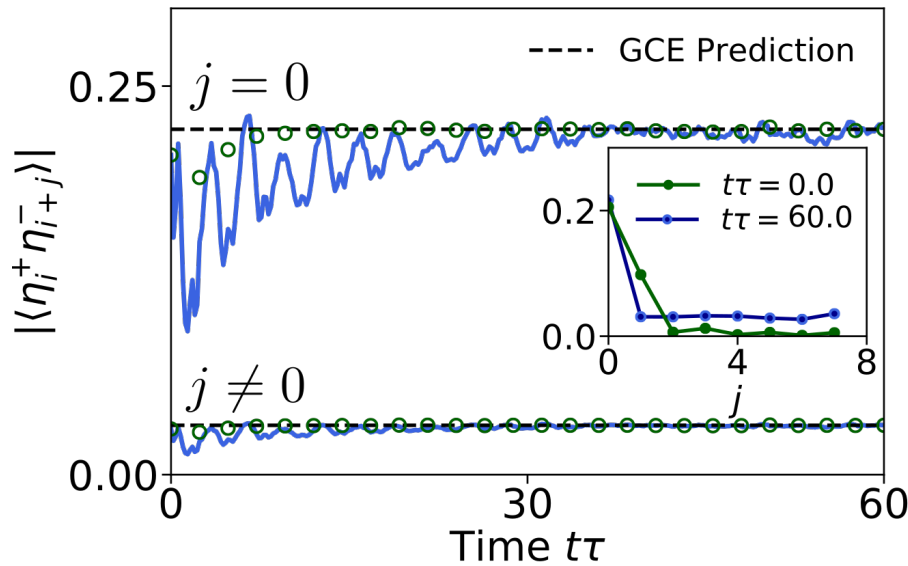 GCE Prediction
0.25
j = 0
|⟨η_i^+ η_{i+j}^-⟩|
tτ = 0.0
0.2
tτ = 60.0
0.0
0 4 8
j
j ≠ 0
0.00
0 30 60
Time tτ